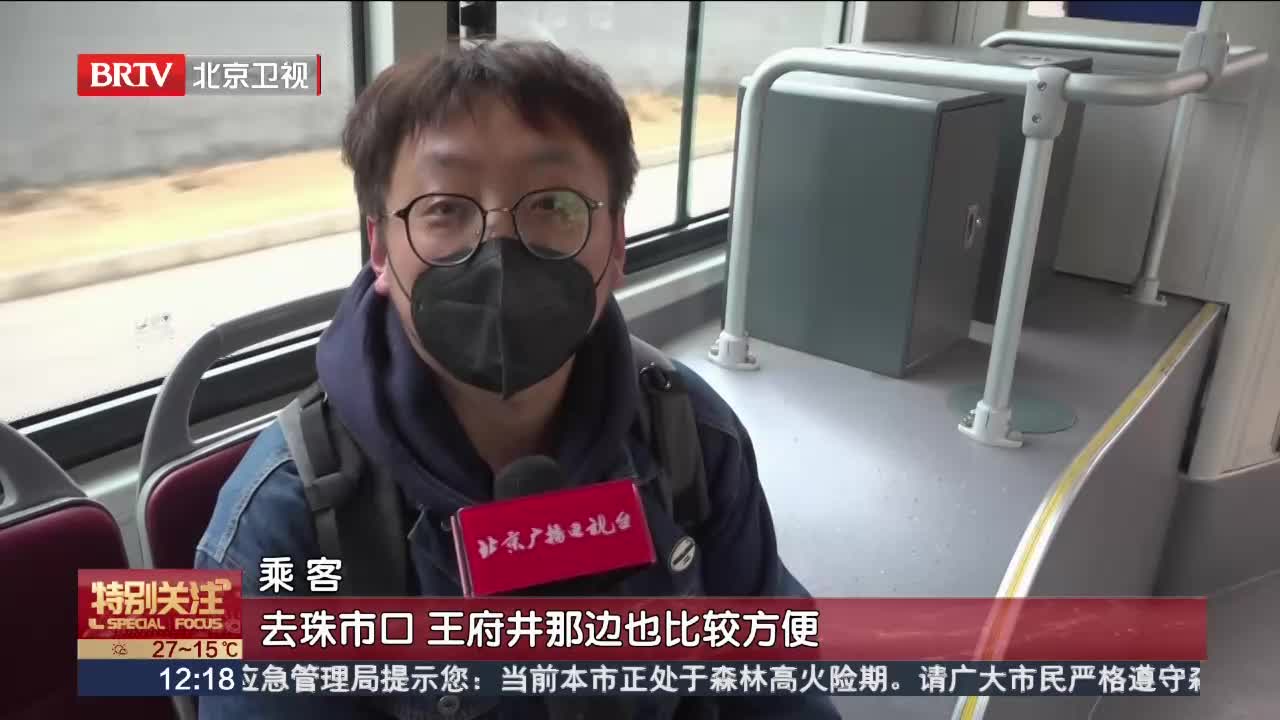 BRTV 北京卫视
北京广播电视台
乘客
特别关注
SPECIAL FOCUS
去珠市口 王府井那边也比较方便
27~15℃
12:18
应急管理局提示您：当前本市正处于森林高火险期。请广大市民严格遵守森